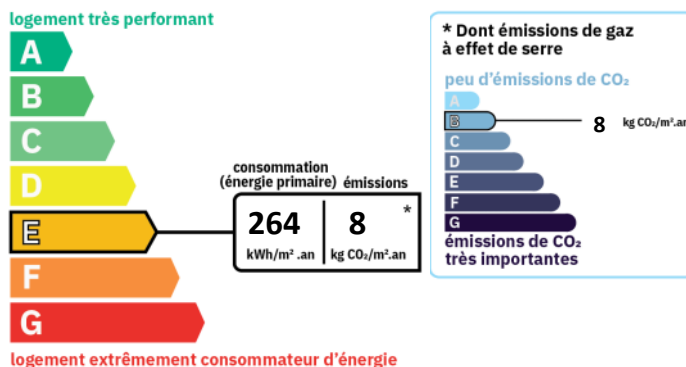 logement très performant
A
B
C
D
E
F
G
logement extrêmement consommateur d'énergie
consommation
(énergie primaire) émissions
264 8 *
kWh/m² .an kg CO₂/m².an
* Dont émissions de gaz
à effet de serre
peu d'émissions de CO₂
A
B 8 kg CO₂/m².an
C
D
E
F
G
émissions de CO₂
très importantes